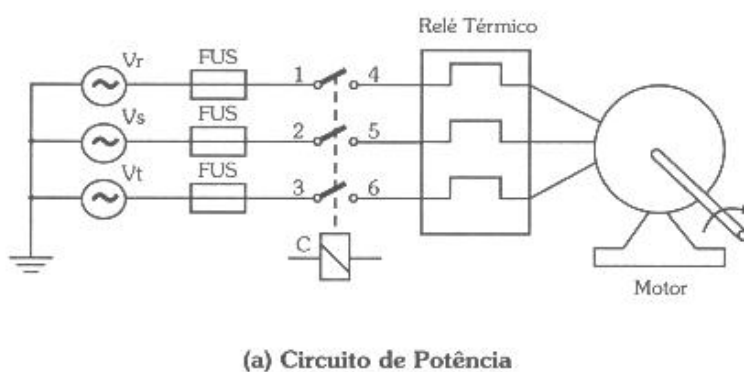 Relé Térmico
Vr FUS 1 4
Vs FUS 2 5
Vt FUS 3 6
C
Motor
(a) Circuito de Potência